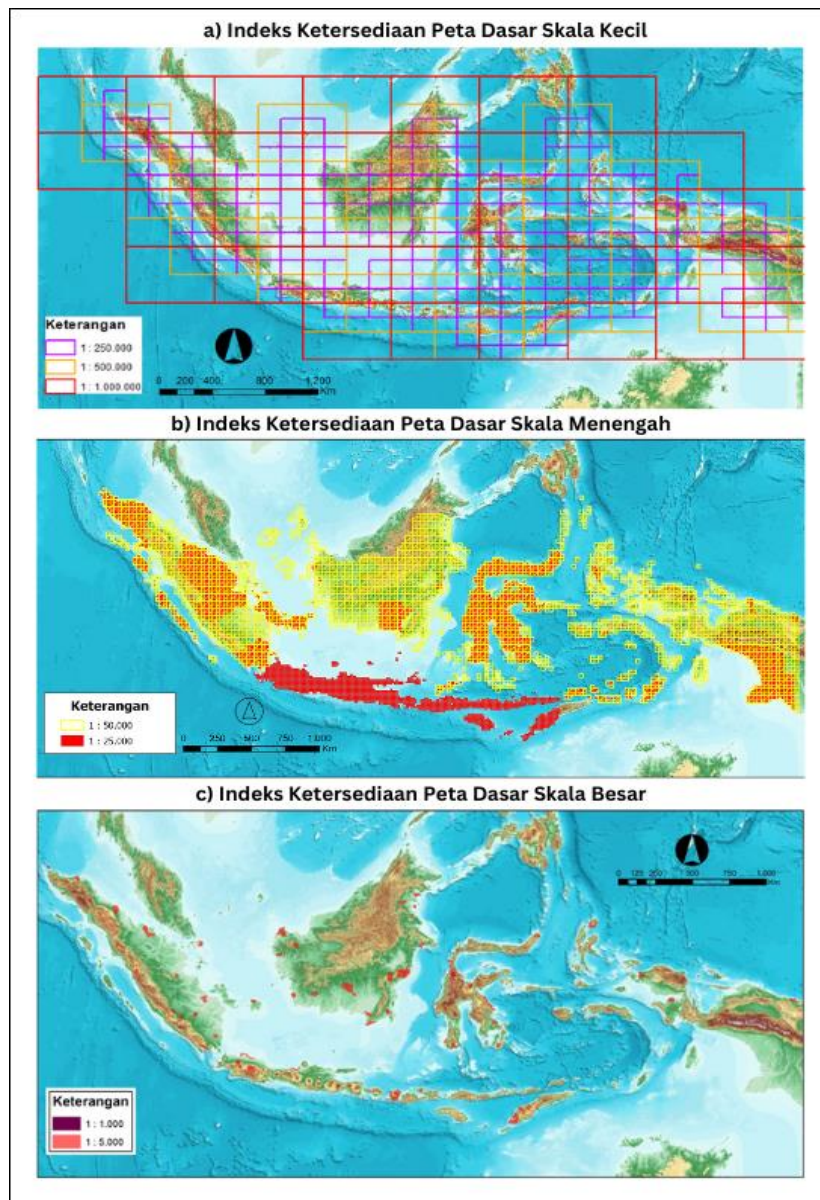 a) Indeks Ketersediaan Peta Dasar Skala Kecil
Keterangan
1 : 250.000
1 : 500.000
1 : 1.000.000
0 200 400 800 1.200
Km
b) Indeks Ketersediaan Peta Dasar Skala Menengah
Keterangan
1 : 50.000
1 : 25.000
0 250 500 750 1.000
Km
c) Indeks Ketersediaan Peta Dasar Skala Besar
0 125 250 500 750 1.000
Keterangan
1 : 1.000
1 : 5.000